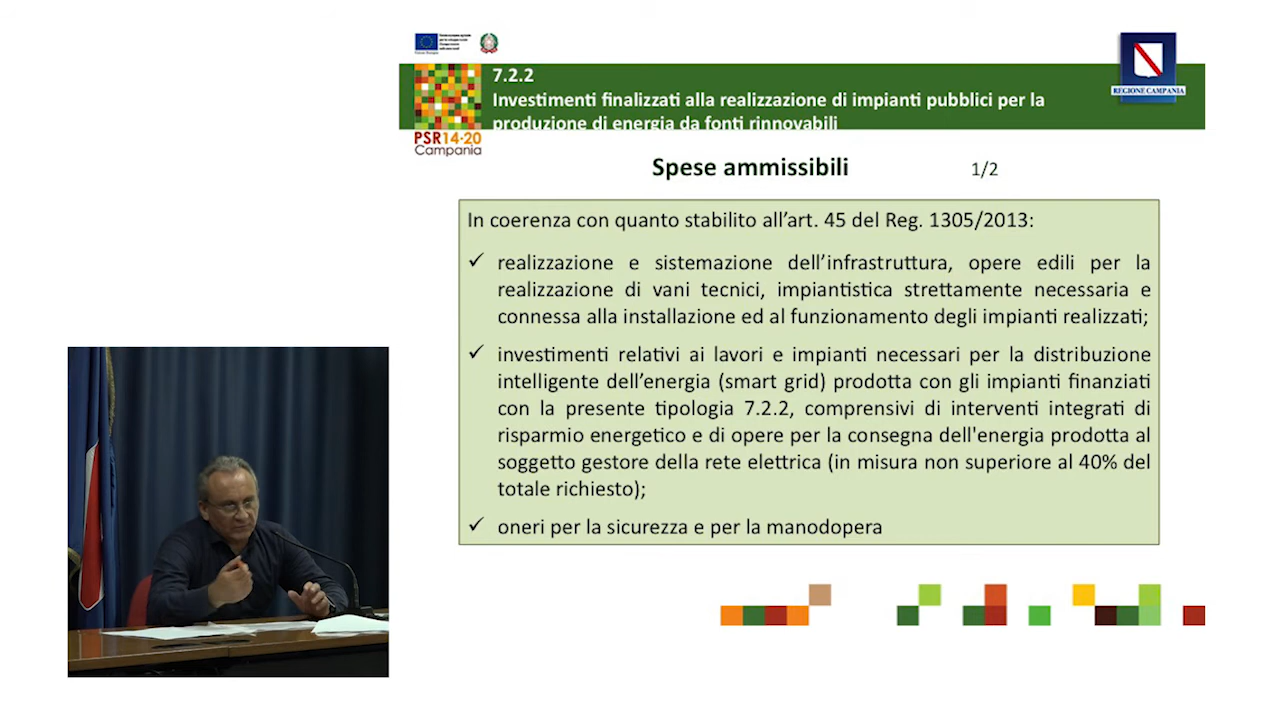 7.2.2
Investimenti finalizzati alla realizzazione di impianti pubblici per la
produzione di energia da fonti rinnovabili
REGIONE CAMPANIA
PSR14·20
Campania
Spese ammissibili 1/2
In coerenza con quanto stabilito all’art. 45 del Reg. 1305/2013:
✓ realizzazione e sistemazione dell’infrastruttura, opere edili per la
realizzazione di vani tecnici, impiantistica strettamente necessaria e
connessa alla installazione ed al funzionamento degli impianti realizzati;
✓ investimenti relativi ai lavori e impianti necessari per la distribuzione
intelligente dell’energia (smart grid) prodotta con gli impianti finanziati
con la presente tipologia 7.2.2, comprensivi di interventi integrati di
risparmio energetico e di opere per la consegna dell'energia prodotta al
soggetto gestore della rete elettrica (in misura non superiore al 40% del
totale richiesto);
✓ oneri per la sicurezza e per la manodopera